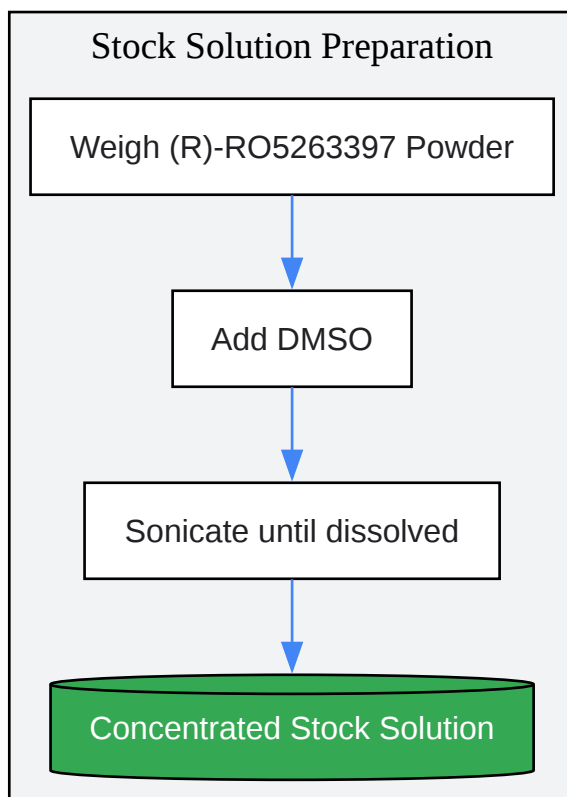 Stock Solution Preparation
Weigh (R)-RO5263397 Powder
Add DMSO
Sonicate until dissolved
Concentrated Stock Solution